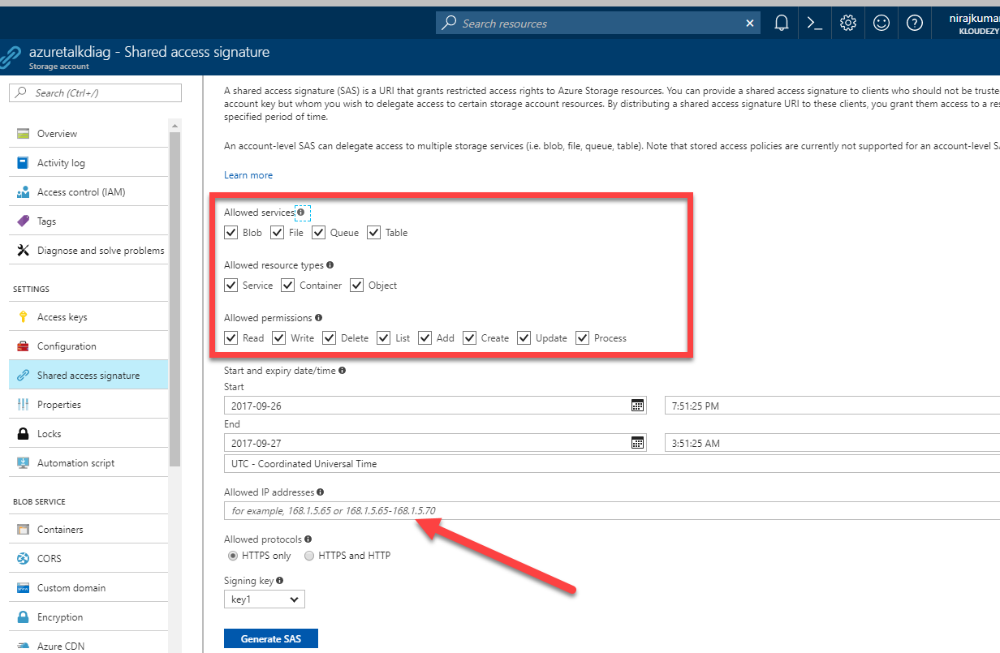 Search resources
nirajkumar
KLOUDEZY
azuretalkdiag - Shared access signature
Storage account
Search (Ctrl+/)
Overview
Activity log
Access control (IAM)
Tags
Diagnose and solve problems
SETTINGS
Access keys
Configuration
Shared access signature
Properties
Locks
Automation script
BLOB SERVICE
Containers
CORS
Custom domain
Encryption
Azure CDN
A shared access signature (SAS) is a URI that grants restricted access rights to Azure Storage resources. You can provide a shared access signature to clients who should not be truste
account key but whom you wish to delegate access to certain storage account resources. By distributing a shared access signature URI to these clients, you grant them access to a res
specified period of time.
An account-level SAS can delegate access to multiple storage services (i.e. blob, file, queue, table). Note that stored access policies are currently not supported for an account-level SA
Learn more
Allowed services
Blob File Queue Table
Allowed resource types
Service Container Object
Allowed permissions
Read Write Delete List Add Create Update Process
Start and expiry date/time
Start
2017-09-26 7:51:25 PM
End
2017-09-27 3:51:25 AM
UTC - Coordinated Universal Time
Allowed IP addresses
for example, 168.1.5.65 or 168.1.5.65-168.1.5.70
Allowed protocols
HTTPS only HTTPS and HTTP
Signing key
key1
Generate SAS